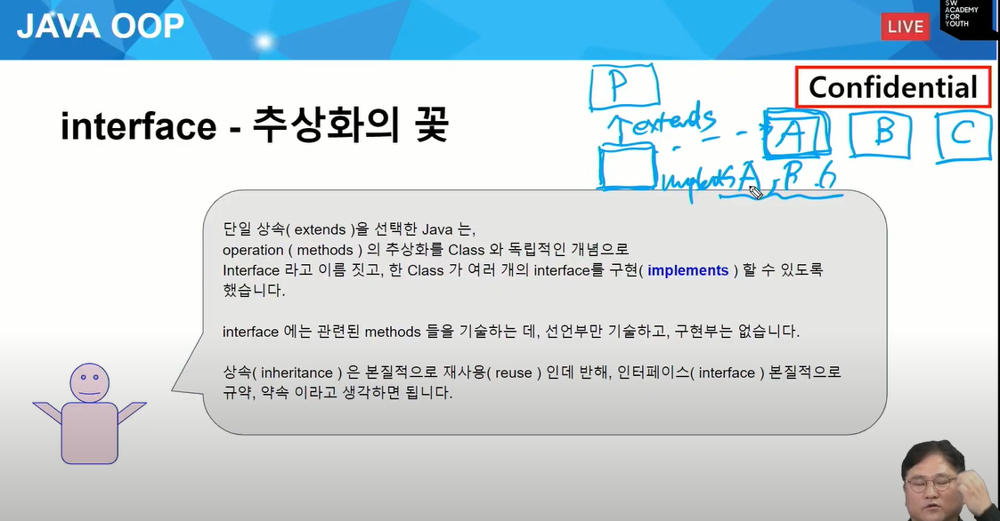 JAVA OOP
LIVE
SW
ACADEMY
FOR
YOUTH
Confidential
interface - 추상화의 꽃
P
extends
A
B
C
A, B
단일 상속( extends )을 선택한 Java 는,
operation ( methods ) 의 추상화를 Class 와 독립적인 개념으로
Interface 라고 이름 짓고, 한 Class 가 여러 개의 interface를 구현( implements ) 할 수 있도록
했습니다.
interface 에는 관련된 methods 들을 기술하는 데, 선언부만 기술하고, 구현부는 없습니다.
상속( inheritance ) 은 본질적으로 재사용( reuse ) 인데 반해, 인터페이스( interface ) 본질적으로
규약, 약속 이라고 생각하면 됩니다.